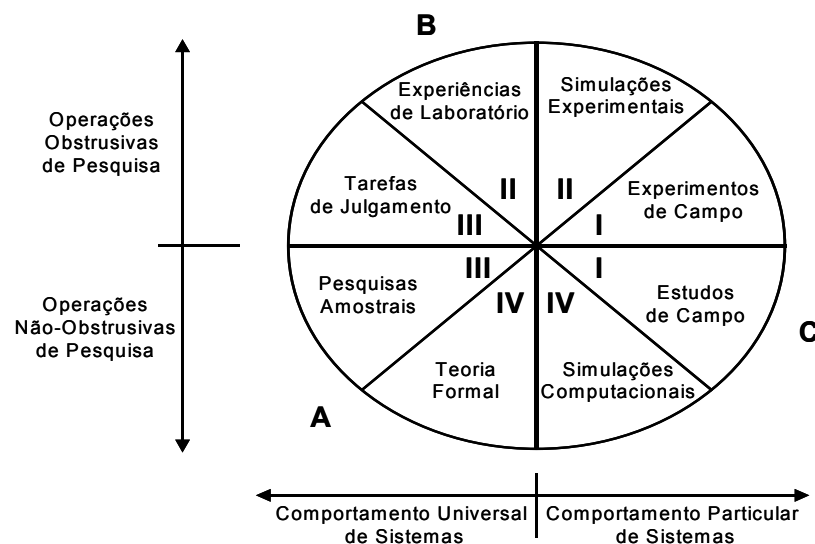 B
Operações
Obstrusivas
de Pesquisa
Experiências
de Laboratório
Simulações
Experimentais
Tarefas
de Julgamento
II
II
Experimentos
de Campo
III
I
Operações
Não-Obstrusivas
de Pesquisa
Pesquisas
Amostrais
III
I
IV
IV
Estudos
de Campo
C
Teoria
Formal
Simulações
Computacionais
A
Comportamento Universal
de Sistemas
Comportamento Particular
de Sistemas